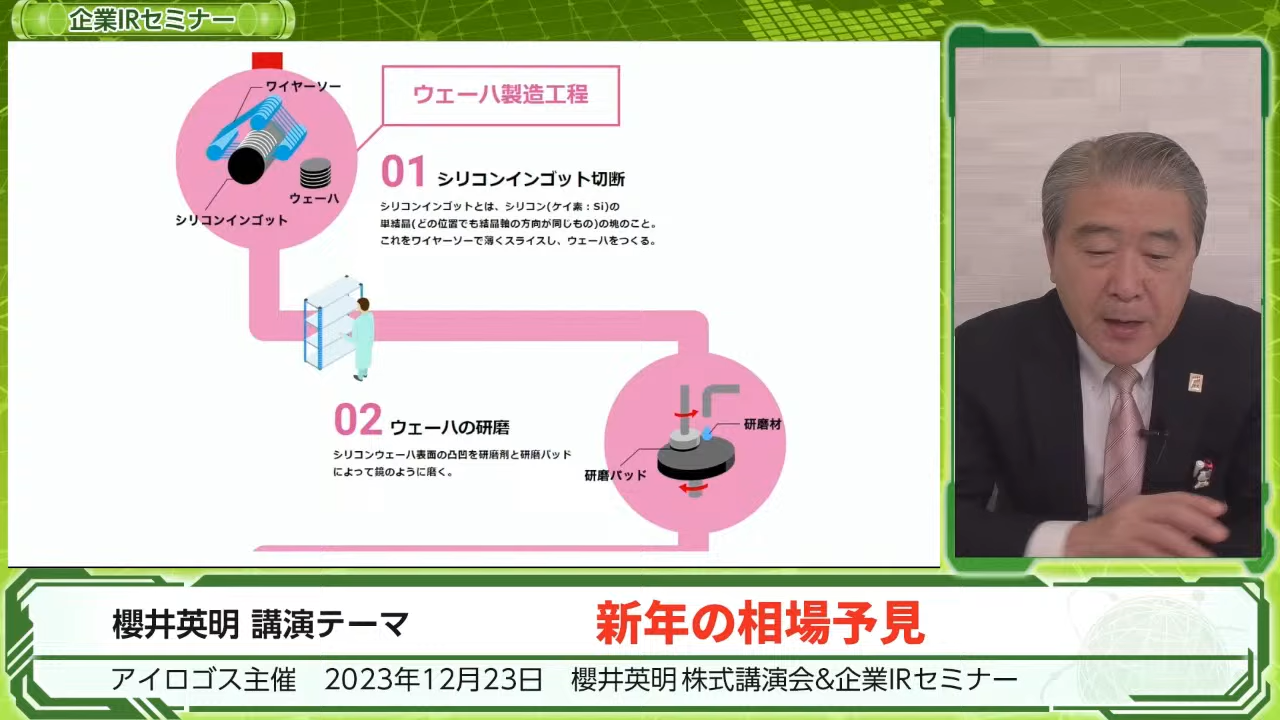 企業IRセミナー
ワイヤーソー
ウェーハ
シリコンインゴット
ウェーハ製造工程
01 シリコンインゴット切断
シリコンインゴットとは、シリコン(ケイ素：Si)の
単結晶(どの位置でも結晶軸の方向が同じもの)の塊のこと。
これをワイヤーソーで薄くスライスし、ウェーハをつくる。
02 ウェーハの研磨
シリコンウェーハ表面の凸凹を研磨剤と研磨パッド
によって鏡のように磨く。
研磨材
研磨パッド
櫻井英明 講演テーマ 新年の相場予見
アイロゴス主催 2023年12月23日 櫻井英明 株式講演会&企業IRセミナー